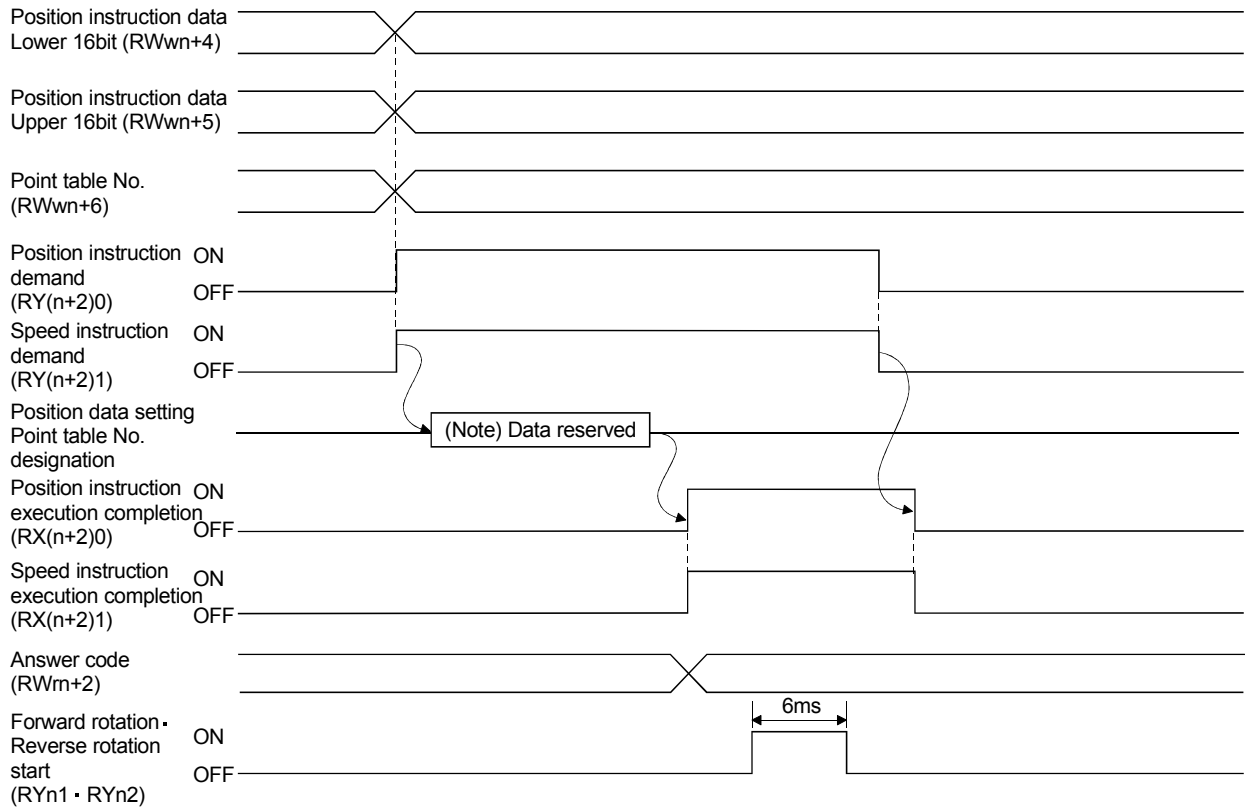 Position instruction data
Lower 16bit (RWwn+4)
Position instruction data
Upper 16bit (RWwn+5)
Point table No.
(RWwn+6)
Position instruction ON
demand
OFF
(RY(n+2)0)
Speed instruction ON
demand
OFF
(RY(n+2)1)
Position data setting
Point table No.
designation
(Note) Data reserved
Position instruction ON
execution completion
OFF
(RX(n+2)0)
Speed instruction ON
execution completion
OFF
(RX(n+2)1)
Answer code
(RWrn+2)
6ms
Forward rotation·
Reverse rotation ON
start
OFF
(RYn1 · RYn2)